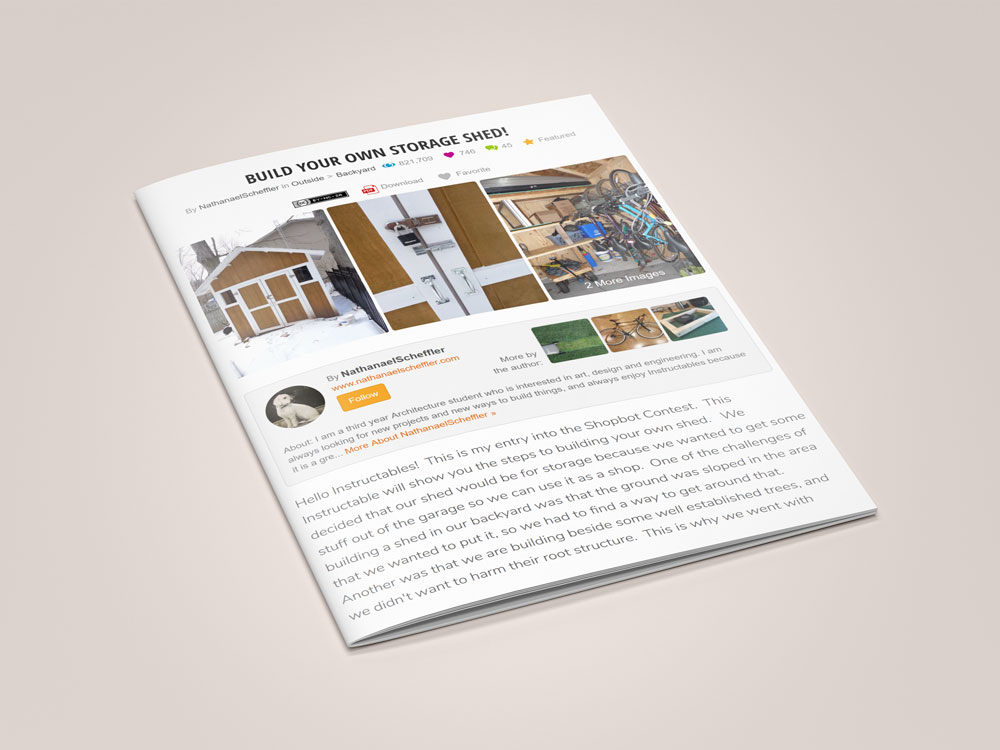 BUILD YOUR OWN STORAGE SHED!
By NathanaelScheffler in Outside > Backyard 821,709 746 45 Featured
PDF Download Favorite
2 More Images
By NathanaelScheffler
www.nathanaelscheffler.com
Follow
More by
the author:
About: I am a third year Architecture student who is interested in art, design and engineering. I am
always looking for new projects and new ways to build things, and always enjoy Instructables because
it is a gre... More About NathanaelScheffler »
Hello Instructables! This is my entry into the Shopbot Contest. This
Instructable will show you the steps to building your own shed. We
decided that our shed would be for storage because we wanted to get some
stuff out of the garage so we can use it as a shop. One of the challenges of
building a shed in our backyard was that the ground was sloped in the area
that we wanted to put it, so we had to find a way to get around that.
Another was that we are building beside some well established trees, and
we didn't want to harm their root structure. This is why we went with